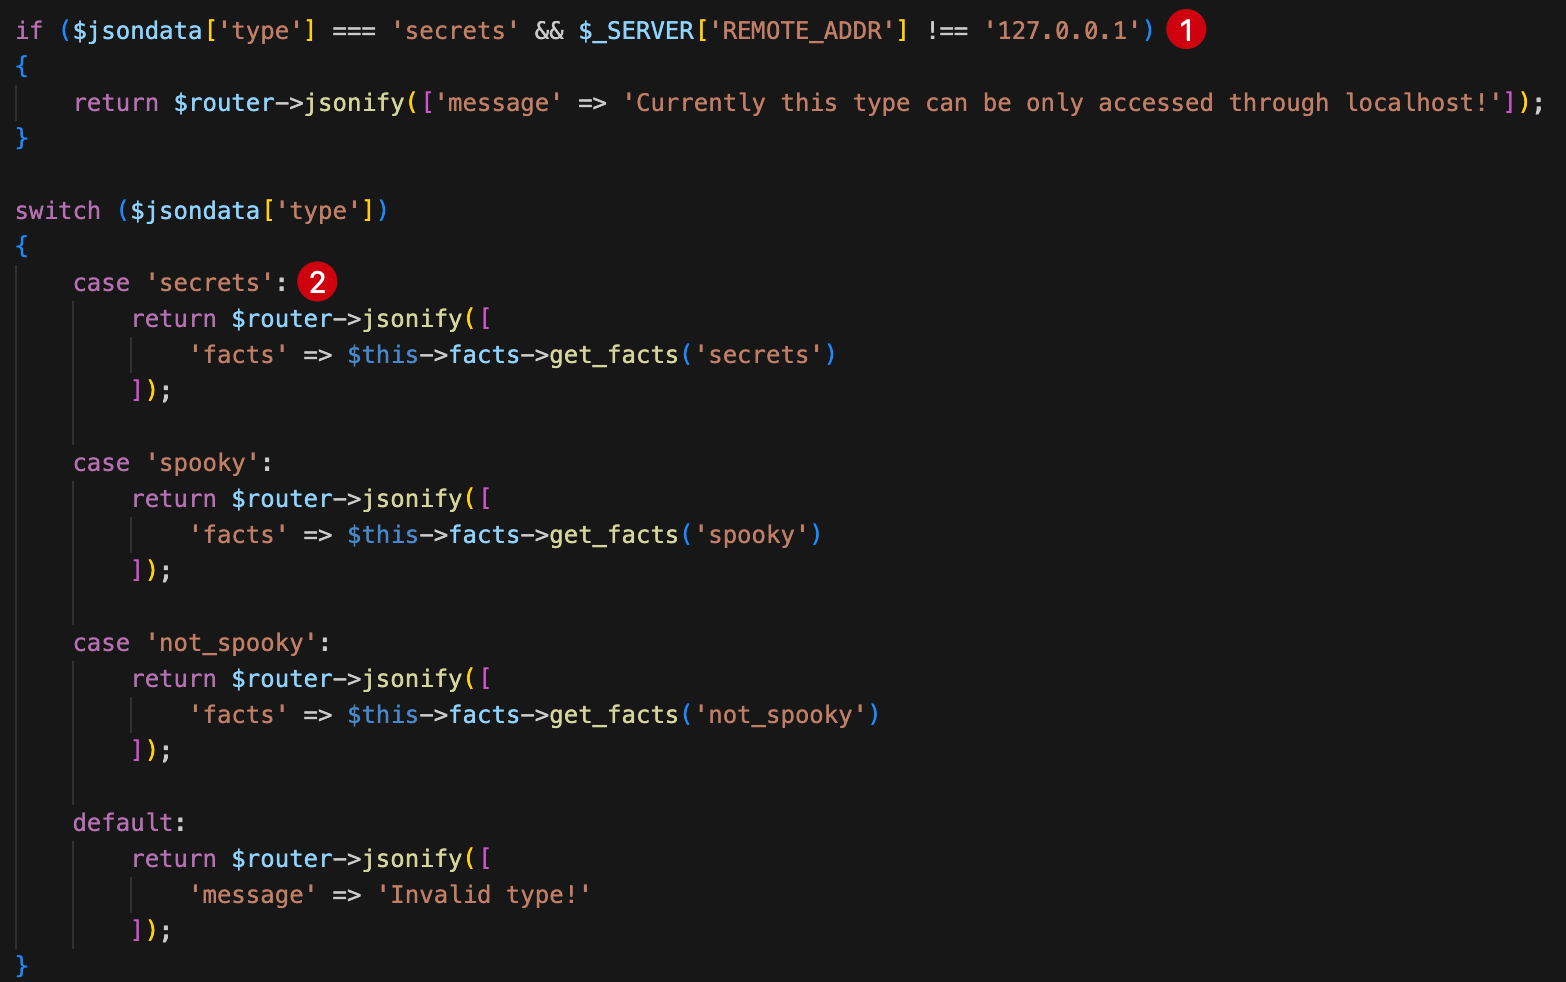 if ($jsondata['type'] === 'secrets' && $_SERVER['REMOTE_ADDR'] !== '127.0.0.1') 1
{
    return $router->jsonify(['message' => 'Currently this type can be only accessed through localhost!']);
}

switch ($jsondata['type'])
{
    case 'secrets': 2
        return $router->jsonify([
            'facts' => $this->facts->get_facts('secrets')
        ]);

    case 'spooky':
        return $router->jsonify([
            'facts' => $this->facts->get_facts('spooky')
        ]);

    case 'not_spooky':
        return $router->jsonify([
            'facts' => $this->facts->get_facts('not_spooky')
        ]);

    default:
        return $router->jsonify([
            'message' => 'Invalid type!'
        ]);
}